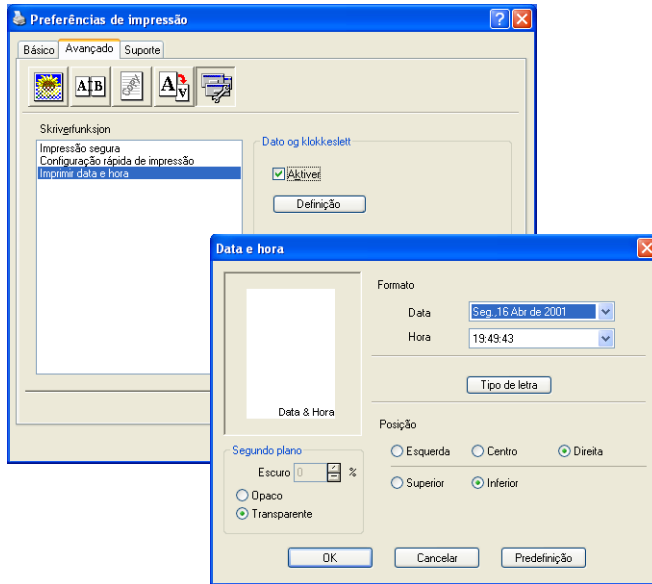 Preferências de impressão
Básico Avançado Suporte
A B
A A
Skriverfunksjon
Impressão segura
Configuração rápida de impressão
Imprimir data e hora
Dato og klokkeslett
Aktiver
Definição
Data e hora
Data & Hora
Formato
Data Seg.,16 Abr de 2001
Hora 19:49:43
Tipo de letra
Posição
Esquerda Centro Direita
Superior Inferior
Segundo plano
Escuro 0 %
Opaco
Transparente
OK Cancelar Predefinição